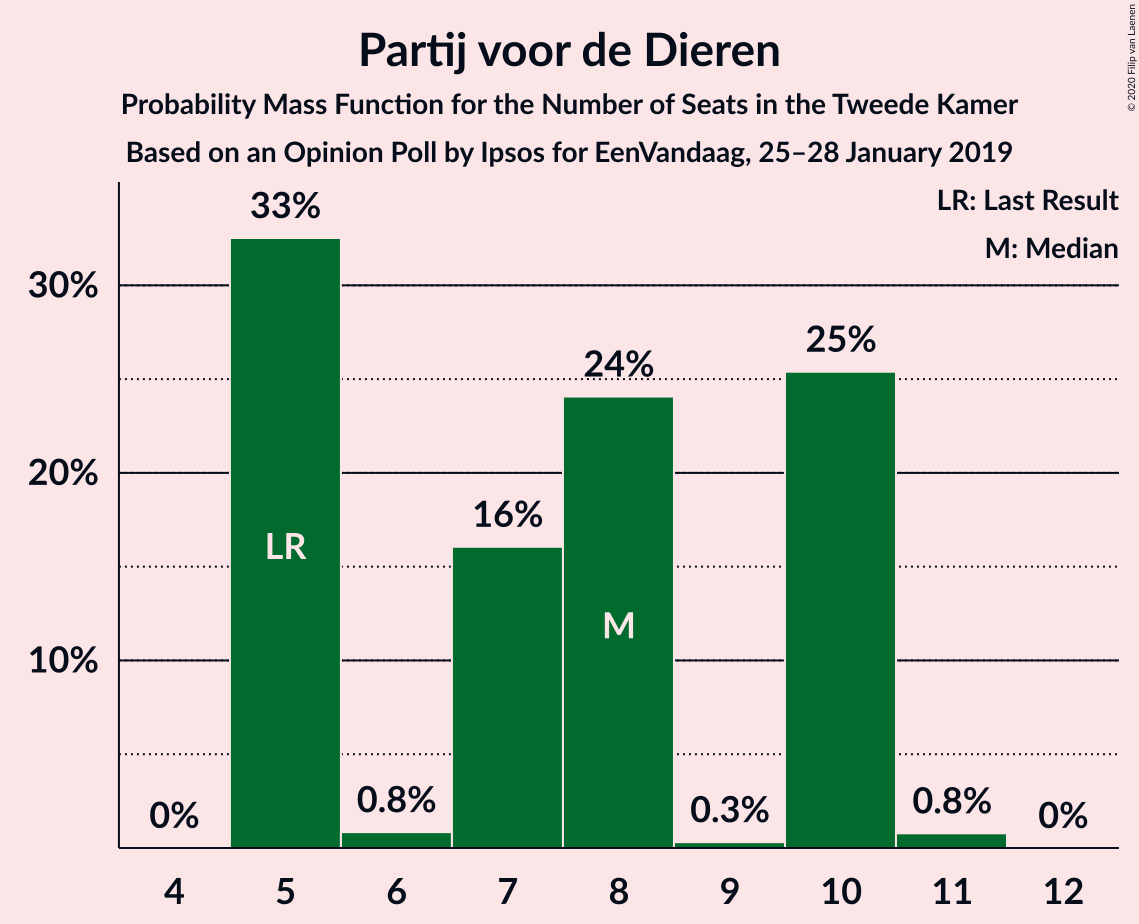 Partij voor de Dieren
Probability Mass Function for the Number of Seats in the Tweede Kamer
Based on an Opinion Poll by Ipsos for EenVandaag, 25–28 January 2019
© 2020 Filip van Laenen
LR: Last Result
M: Median
33%
30%
25%
24%
20%
16%
LR
M
10%
0%
0.8%
0.3%
0.8%
0%
4 5 6 7 8 9 10 11 12